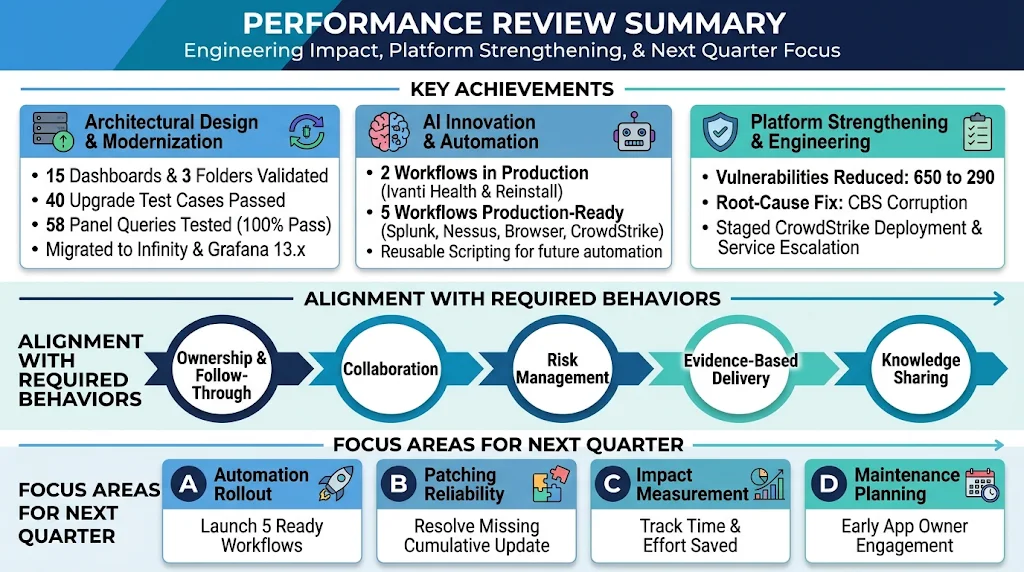 PERFORMANCE REVIEW SUMMARY
Engineering Impact, Platform Strengthening, & Next Quarter Focus
KEY ACHIEVEMENTS
Architectural Design
& Modernization
• 15 Dashboards & 3 Folders Validated
• 40 Upgrade Test Cases Passed
• 58 Panel Queries Tested (100% Pass)
• Migrated to Infinity & Grafana 13.x
AI Innovation
& Automation
• 2 Workflows in Production
(Ivanti Health & Reinstall)
• 5 Workflows Production-Ready
(Splunk, Nessus, Browser, CrowdStrike)
• Reusable Scripting for future automation
Platform Strengthening
& Engineering
• Vulnerabilities Reduced: 650 to 290
• Root-Cause Fix: CBS Corruption
• Staged CrowdStrike Deployment &
Service Escalation
ALIGNMENT WITH REQUIRED BEHAVIORS
ALIGNMENT
WITH
REQUIRED
BEHAVIORS
Ownership &
Follow-
Through
Collaboration
Risk
Management
Evidence-Based
Delivery
Knowledge
Sharing
FOCUS AREAS FOR NEXT QUARTER
FOCUS AREAS
FOR NEXT
QUARTER
A Automation
Rollout
Launch 5 Ready
Workflows
B Patching
Reliability
Resolve Missing
Cumulative Update
C Impact
Measurement
Track Time &
Effort Saved
D Maintenance
Planning
Early App Owner
Engagement